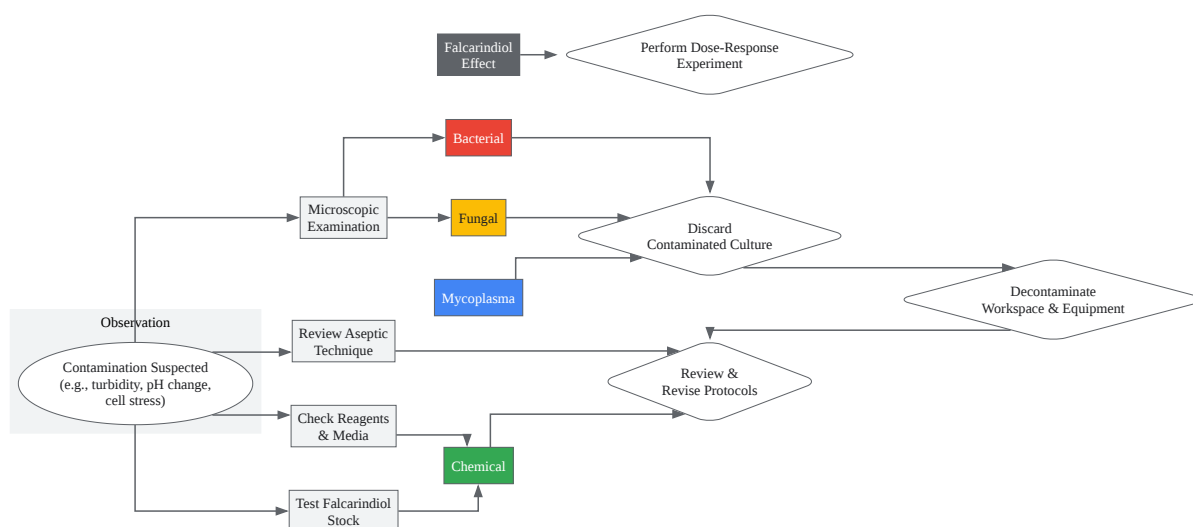 Falcarindiol
Effect
Perform Dose-Response
Experiment
Bacterial
Microscopic
Examination
Fungal
Discard
Contaminated Culture
Mycoplasma
Decontaminate
Workspace & Equipment
Observation
Contamination Suspected
(e.g., turbidity, pH change,
cell stress)
Review Aseptic
Technique
Review &
Revise Protocols
Check Reagents
& Media
Chemical
Test Falcarindiol
Stock